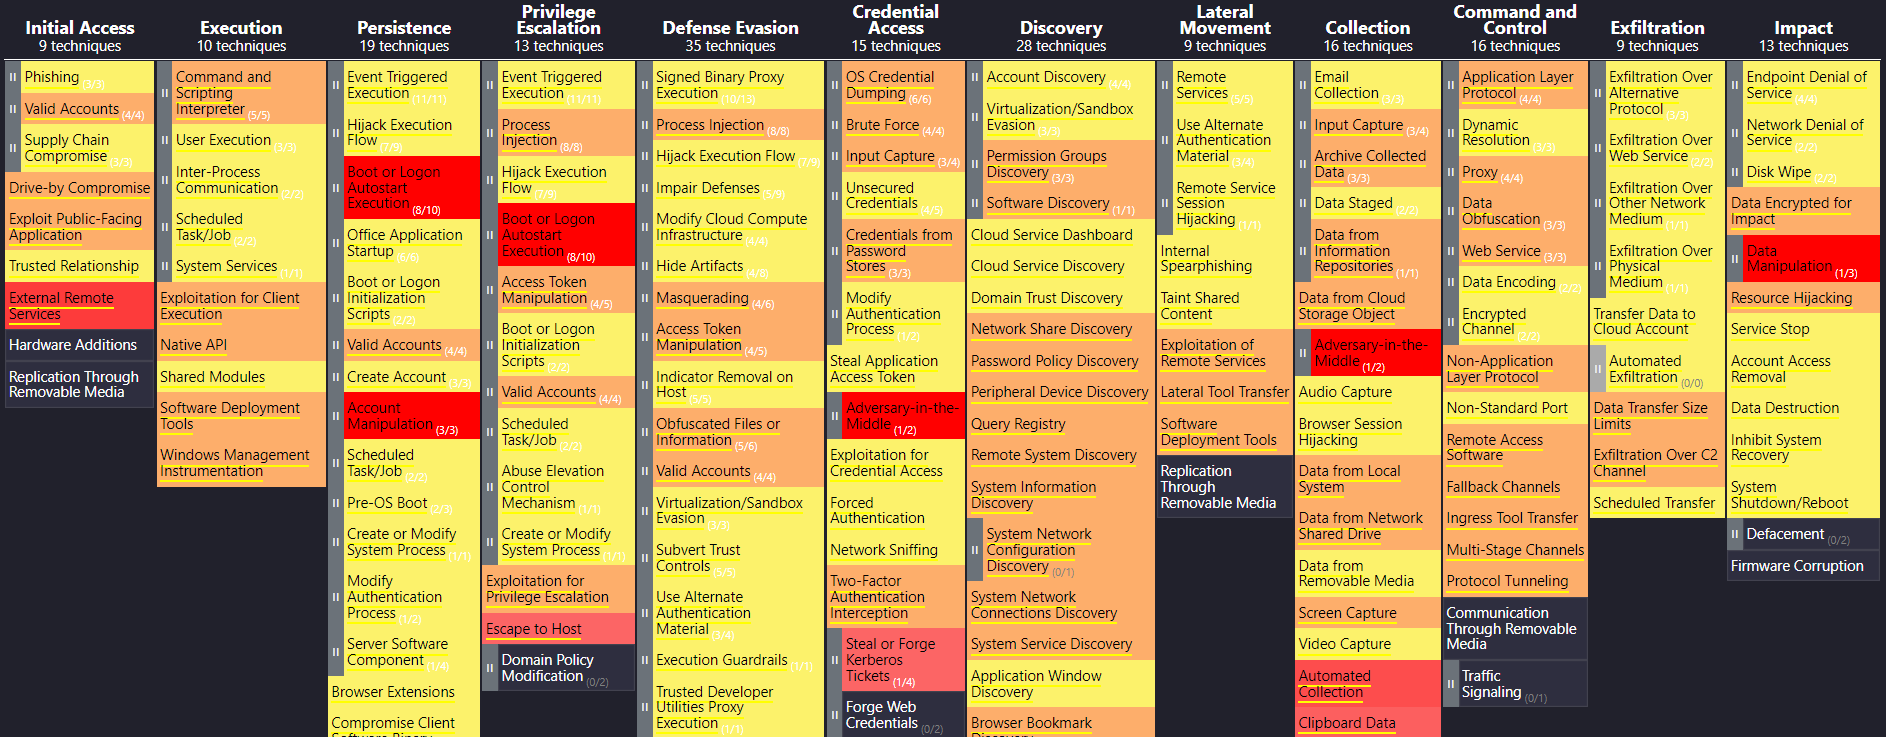 Initial Access
9 techniques
Phishing (3/3)
Valid Accounts (4/4)
Supply Chain
Compromise (3/3)
Drive-by Compromise
Exploit Public-Facing
Application
Trusted Relationship
External Remote
Services
Hardware Additions
Replication Through
Removable Media
Execution
10 techniques
Command and
Scripting
Interpreter (5/5)
User Execution (3/3)
Inter-Process
Communication (2/2)
Scheduled
Task/Job (2/2)
System Services (1/1)
Exploitation for Client
Execution
Native API
Shared Modules
Software Deployment
Tools
Windows Management
Instrumentation
Persistence
19 techniques
Event Triggered
Execution (11/11)
Hijack Execution
Flow (7/9)
Boot or Logon
Autostart
Execution (8/10)
Office Application
Startup (6/6)
Boot or Logon
Initialization
Scripts (2/2)
Valid Accounts (4/4)
Create Account (3/3)
Account
Manipulation (3/3)
Scheduled
Task/Job (2/2)
Pre-OS Boot (2/3)
Create or Modify
System Process (1/1)
Modify
Authentication
Process (1/2)
Server Software
Component (1/4)
Browser Extensions
Compromise Client
Software Binary
Privilege
Escalation
13 techniques
Event Triggered
Execution (11/11)
Process
Injection (8/8)
Hijack Execution
Flow (7/9)
Boot or Logon
Autostart
Execution (8/10)
Access Token
Manipulation (4/5)
Boot or Logon
Initialization
Scripts (2/2)
Valid Accounts (4/4)
Scheduled
Task/Job (2/2)
Abuse Elevation
Control
Mechanism (1/1)
Create or Modify
System Process (1/1)
Exploitation for
Privilege Escalation
Escape to Host
Domain Policy
Modification (0/2)
Defense Evasion
35 techniques
Signed Binary Proxy
Execution (10/13)
Process Injection (8/8)
Hijack Execution Flow (7/9)
Impair Defenses (5/9)
Modify Cloud Compute
Infrastructure (4/4)
Hide Artifacts (4/8)
Masquerading (4/6)
Access Token
Manipulation (4/5)
Indicator Removal on
Host (5/5)
Obfuscated Files or
Information (5/6)
Valid Accounts (4/4)
Virtualization/Sandbox
Evasion (3/3)
Subvert Trust
Controls (5/5)
Use Alternate
Authentication
Material (3/4)
Execution Guardrails (1/1)
Trusted Developer
Utilities Proxy
Execution (1/1)
Credential
Access
15 techniques
OS Credential
Dumping (6/6)
Brute Force (4/4)
Input Capture (3/4)
Unsecured
Credentials (4/5)
Credentials from
Password
Stores (3/3)
Modify
Authentication
Process (1/2)
Steal Application
Access Token
Adversary-in-the-
Middle (1/2)
Exploitation for
Credential Access
Forced
Authentication
Network Sniffing
Two-Factor
Authentication
Interception
Steal or Forge
Kerberos
Tickets (1/4)
Forge Web
Credentials (0/2)
Discovery
28 techniques
Account Discovery (4/4)
Virtualization/Sandbox
Evasion (3/3)
Permission Groups
Discovery (3/3)
Software Discovery (1/1)
Cloud Service Dashboard
Cloud Service Discovery
Domain Trust Discovery
Network Share Discovery
Password Policy Discovery
Peripheral Device Discovery
Query Registry
Remote System Discovery
System Information
Discovery
System Network
Configuration
Discovery (0/1)
System Network
Connections Discovery
System Service Discovery
Application Window
Discovery
Browser Bookmark
Discovery
Lateral
Movement
9 techniques
Remote
Services (5/5)
Use Alternate
Authentication
Material (3/4)
Remote Service
Session
Hijacking (1/1)
Internal
Spearphishing
Taint Shared
Content
Exploitation of
Remote Services
Lateral Tool Transfer
Software
Deployment Tools
Replication
Through
Removable Media
Collection
16 techniques
Email
Collection (3/3)
Input Capture (3/4)
Archive Collected
Data (3/3)
Data Staged (2/2)
Data from
Information
Repositories (1/1)
Data from Cloud
Storage Object
Adversary-in-the-
Middle (1/2)
Audio Capture
Browser Session
Hijacking
Data from Local
System
Data from Network
Shared Drive
Data from
Removable Media
Screen Capture
Video Capture
Automated
Collection
Clipboard Data
Command and
Control
16 techniques
Application Layer
Protocol (4/4)
Dynamic
Resolution (3/3)
Proxy (4/4)
Data
Obfuscation (3/3)
Web Service (3/3)
Data Encoding (2/2)
Encrypted
Channel (2/2)
Non-Application
Layer Protocol
Non-Standard Port
Remote Access
Software
Fallback Channels
Ingress Tool Transfer
Multi-Stage Channels
Protocol Tunneling
Communication
Through Removable
Media
Traffic
Signaling (0/1)
Exfiltration
9 techniques
Exfiltration Over
Alternative
Protocol (3/3)
Exfiltration Over
Web Service (2/2)
Exfiltration Over
Other Network
Medium (1/1)
Exfiltration Over
Physical
Medium (1/1)
Transfer Data to
Cloud Account
Automated
Exfiltration (0/0)
Data Transfer Size
Limits
Exfiltration Over C2
Channel
Scheduled Transfer
Impact
13 techniques
Endpoint Denial of
Service (4/4)
Network Denial of
Service (2/2)
Disk Wipe (2/2)
Data Encrypted for
Impact
Data
Manipulation (1/3)
Resource Hijacking
Service Stop
Account Access
Removal
Data Destruction
Inhibit System
Recovery
System
Shutdown/Reboot
Defacement (0/2)
Firmware Corruption